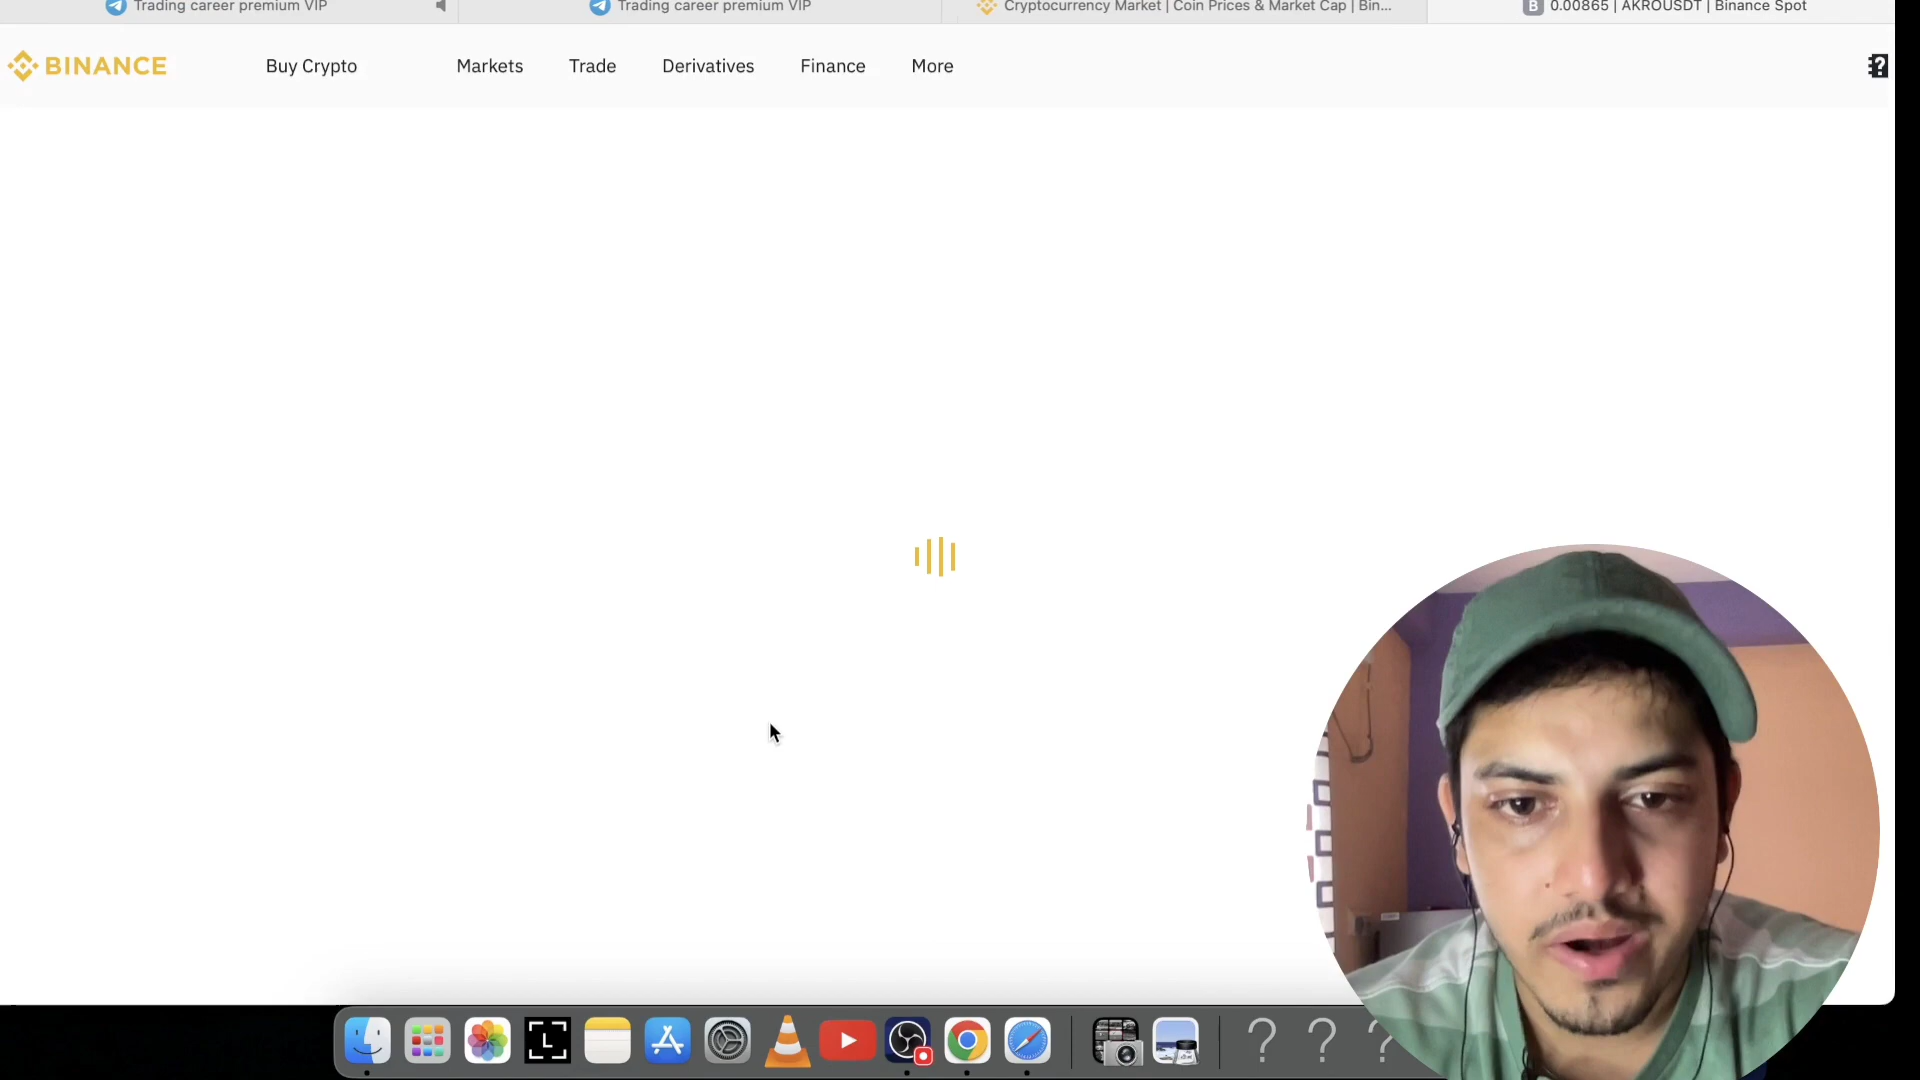 Trading career premium VIP
Trading career premium VIP
Cryptocurrency Market | Coin Prices & Market Cap | Bin...
B 0.00865 | AKROUSDT | Binance Spot
BINANCE
Buy Crypto
Markets
Trade
Derivatives
Finance
More
L